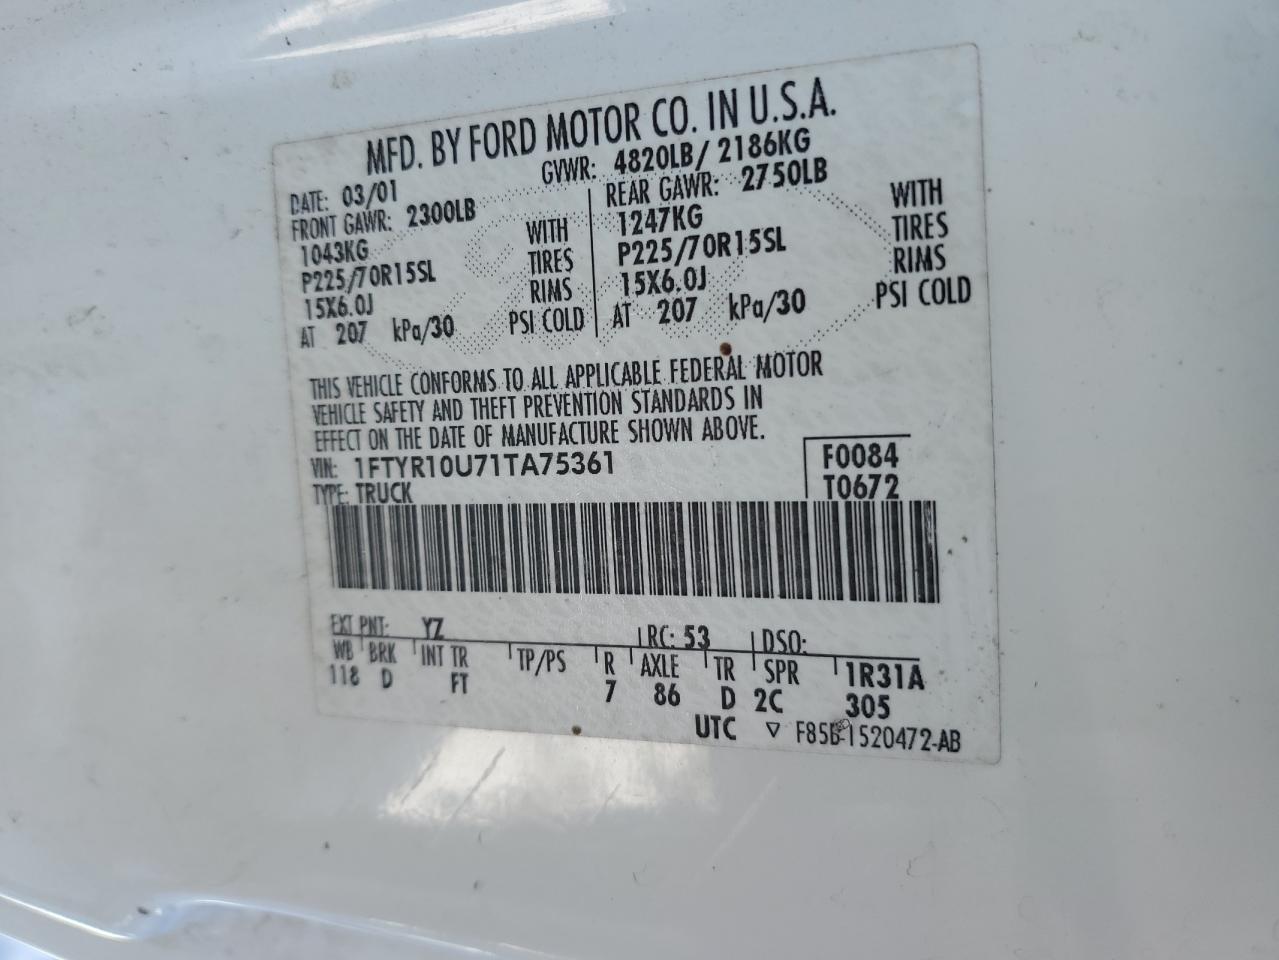 MFD. BY FORD MOTOR CO. IN U.S.A.
DATE: 03/01 GVWR: 4820LB/ 2186KG
FRONT GAWR: 2300LB REAR GAWR: 2750LB
1043KG WITH 1247KG WITH
P225/70R15SL TIRES P225/70R15SL TIRES
15X6.0J RIMS 15X6.0J RIMS
AT 207 kPa/30 PSI COLD AT 207 kPa/30 PSI COLD
THIS VEHICLE CONFORMS TO ALL APPLICABLE FEDERAL MOTOR
VEHICLE SAFETY AND THEFT PREVENTION STANDARDS IN
EFFECT ON THE DATE OF MANUFACTURE SHOWN ABOVE.
VIN: 1FTYR10U71TA75361 F0084
TYPE: TRUCK T0672
EXT PNT: YZ RC: 53 DSO:
WB BRK INT TR TP/PS R AXLE TR SPR 1R31A
118 D FT 7 86 D 2C 305
UTC ▽ F85B-1520472-AB